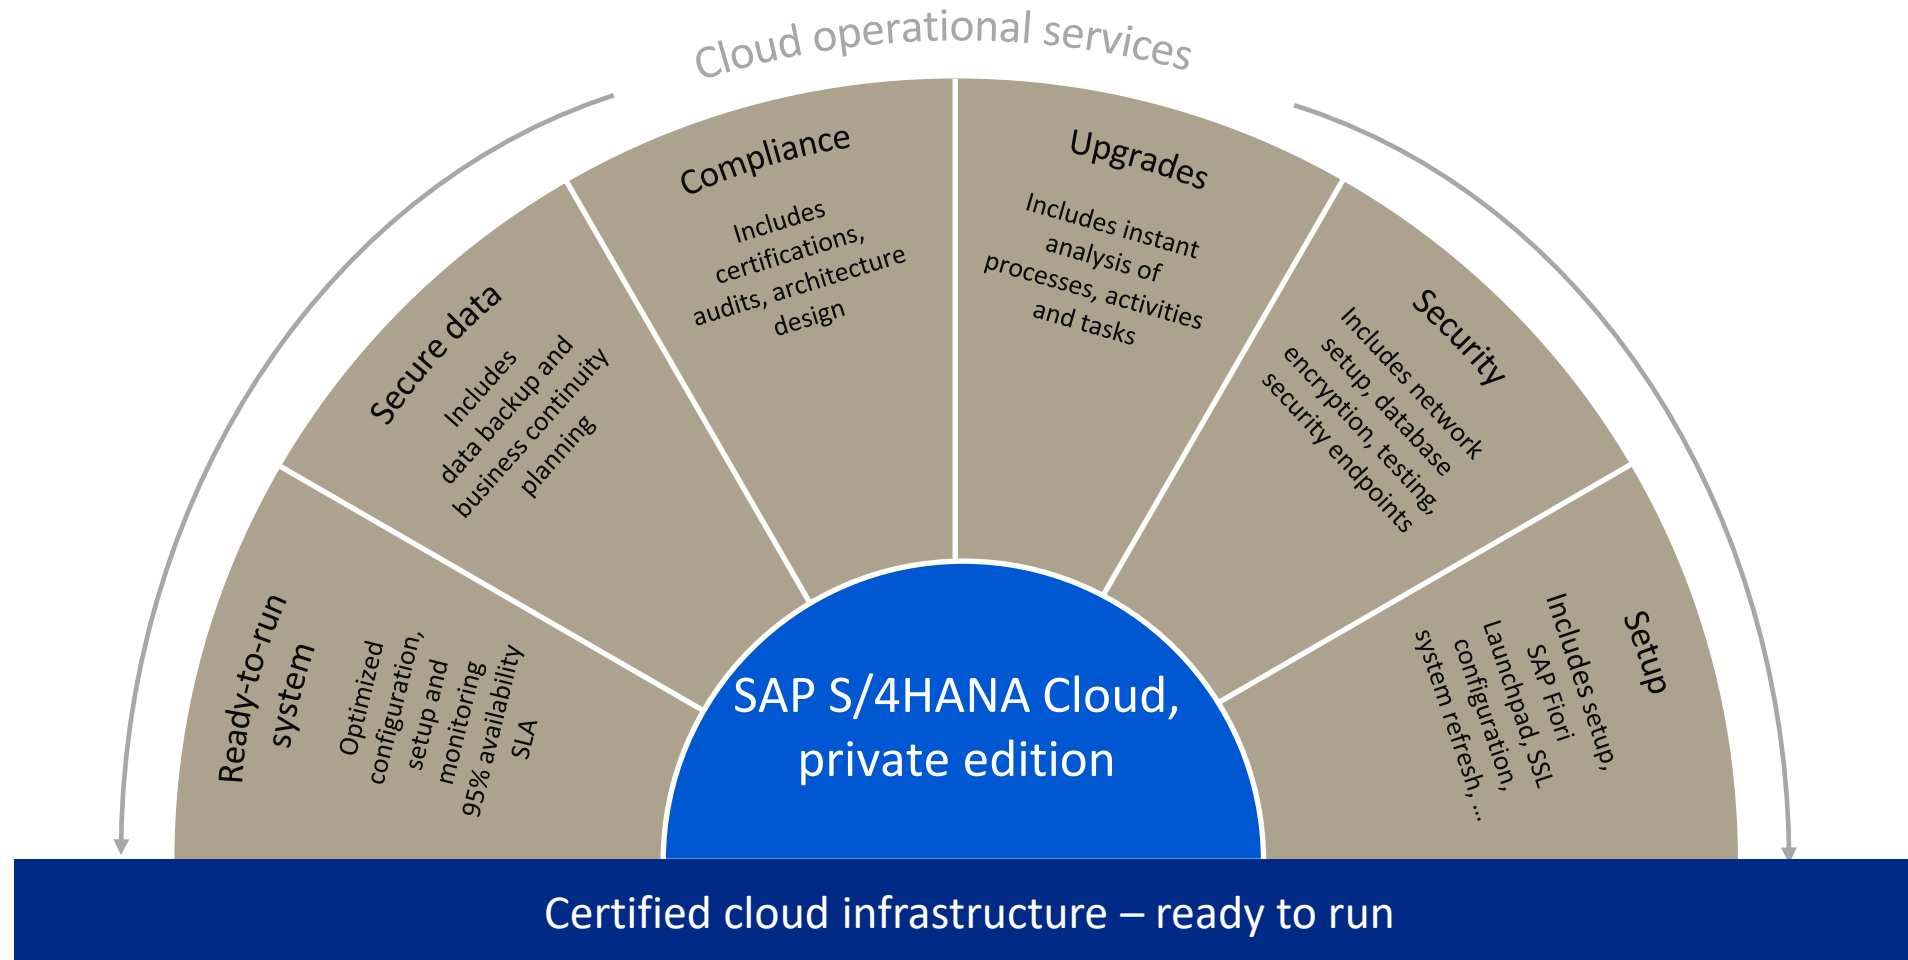 Cloud operational services
Ready-to-run
system
Optimized
configuration,
setup and
monitoring
95% availability
SLA
Secure data
Includes
data backup and
business continuity
planning
Compliance
Includes
certifications,
audits, architecture
design
Upgrades
Includes instant
analysis of
processes, activities
and tasks
Security
Includes network
setup, database
encryption, testing,
security endpoints
Setup
Includes setup,
SAP Fiori
Launchpad, SSL
configuration,
system refresh, ...
SAP S/4HANA Cloud,
private edition
Certified cloud infrastructure – ready to run